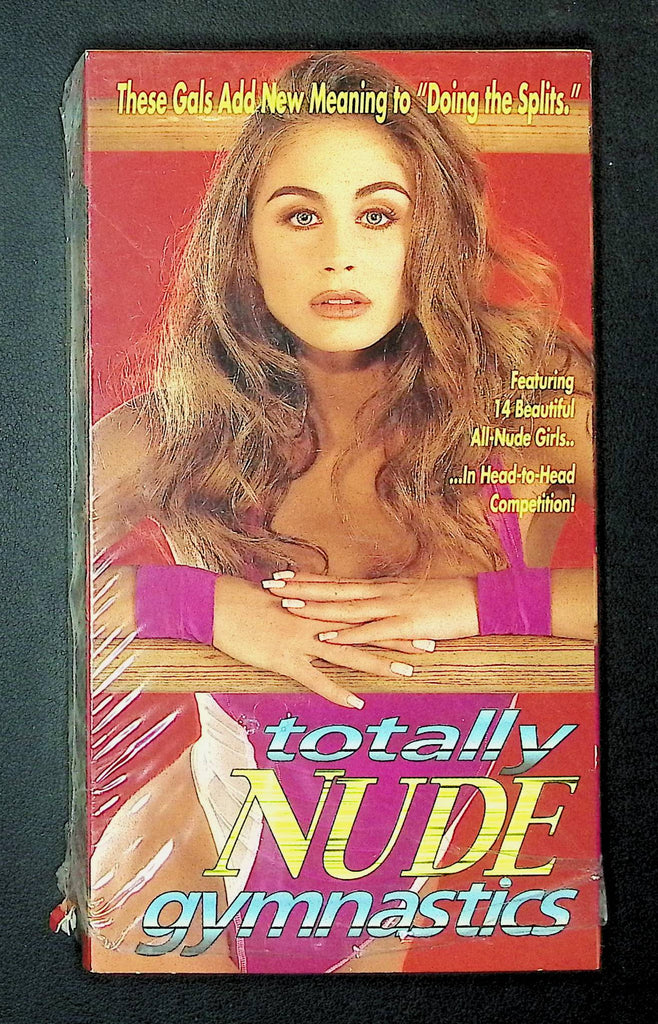 These Gals Add New Meaning to "Doing the Splits."
Featuring
14 Beautiful
All-Nude Girls..
...In Head-to-Head
Competition!
totally
NUDE
gymnastics